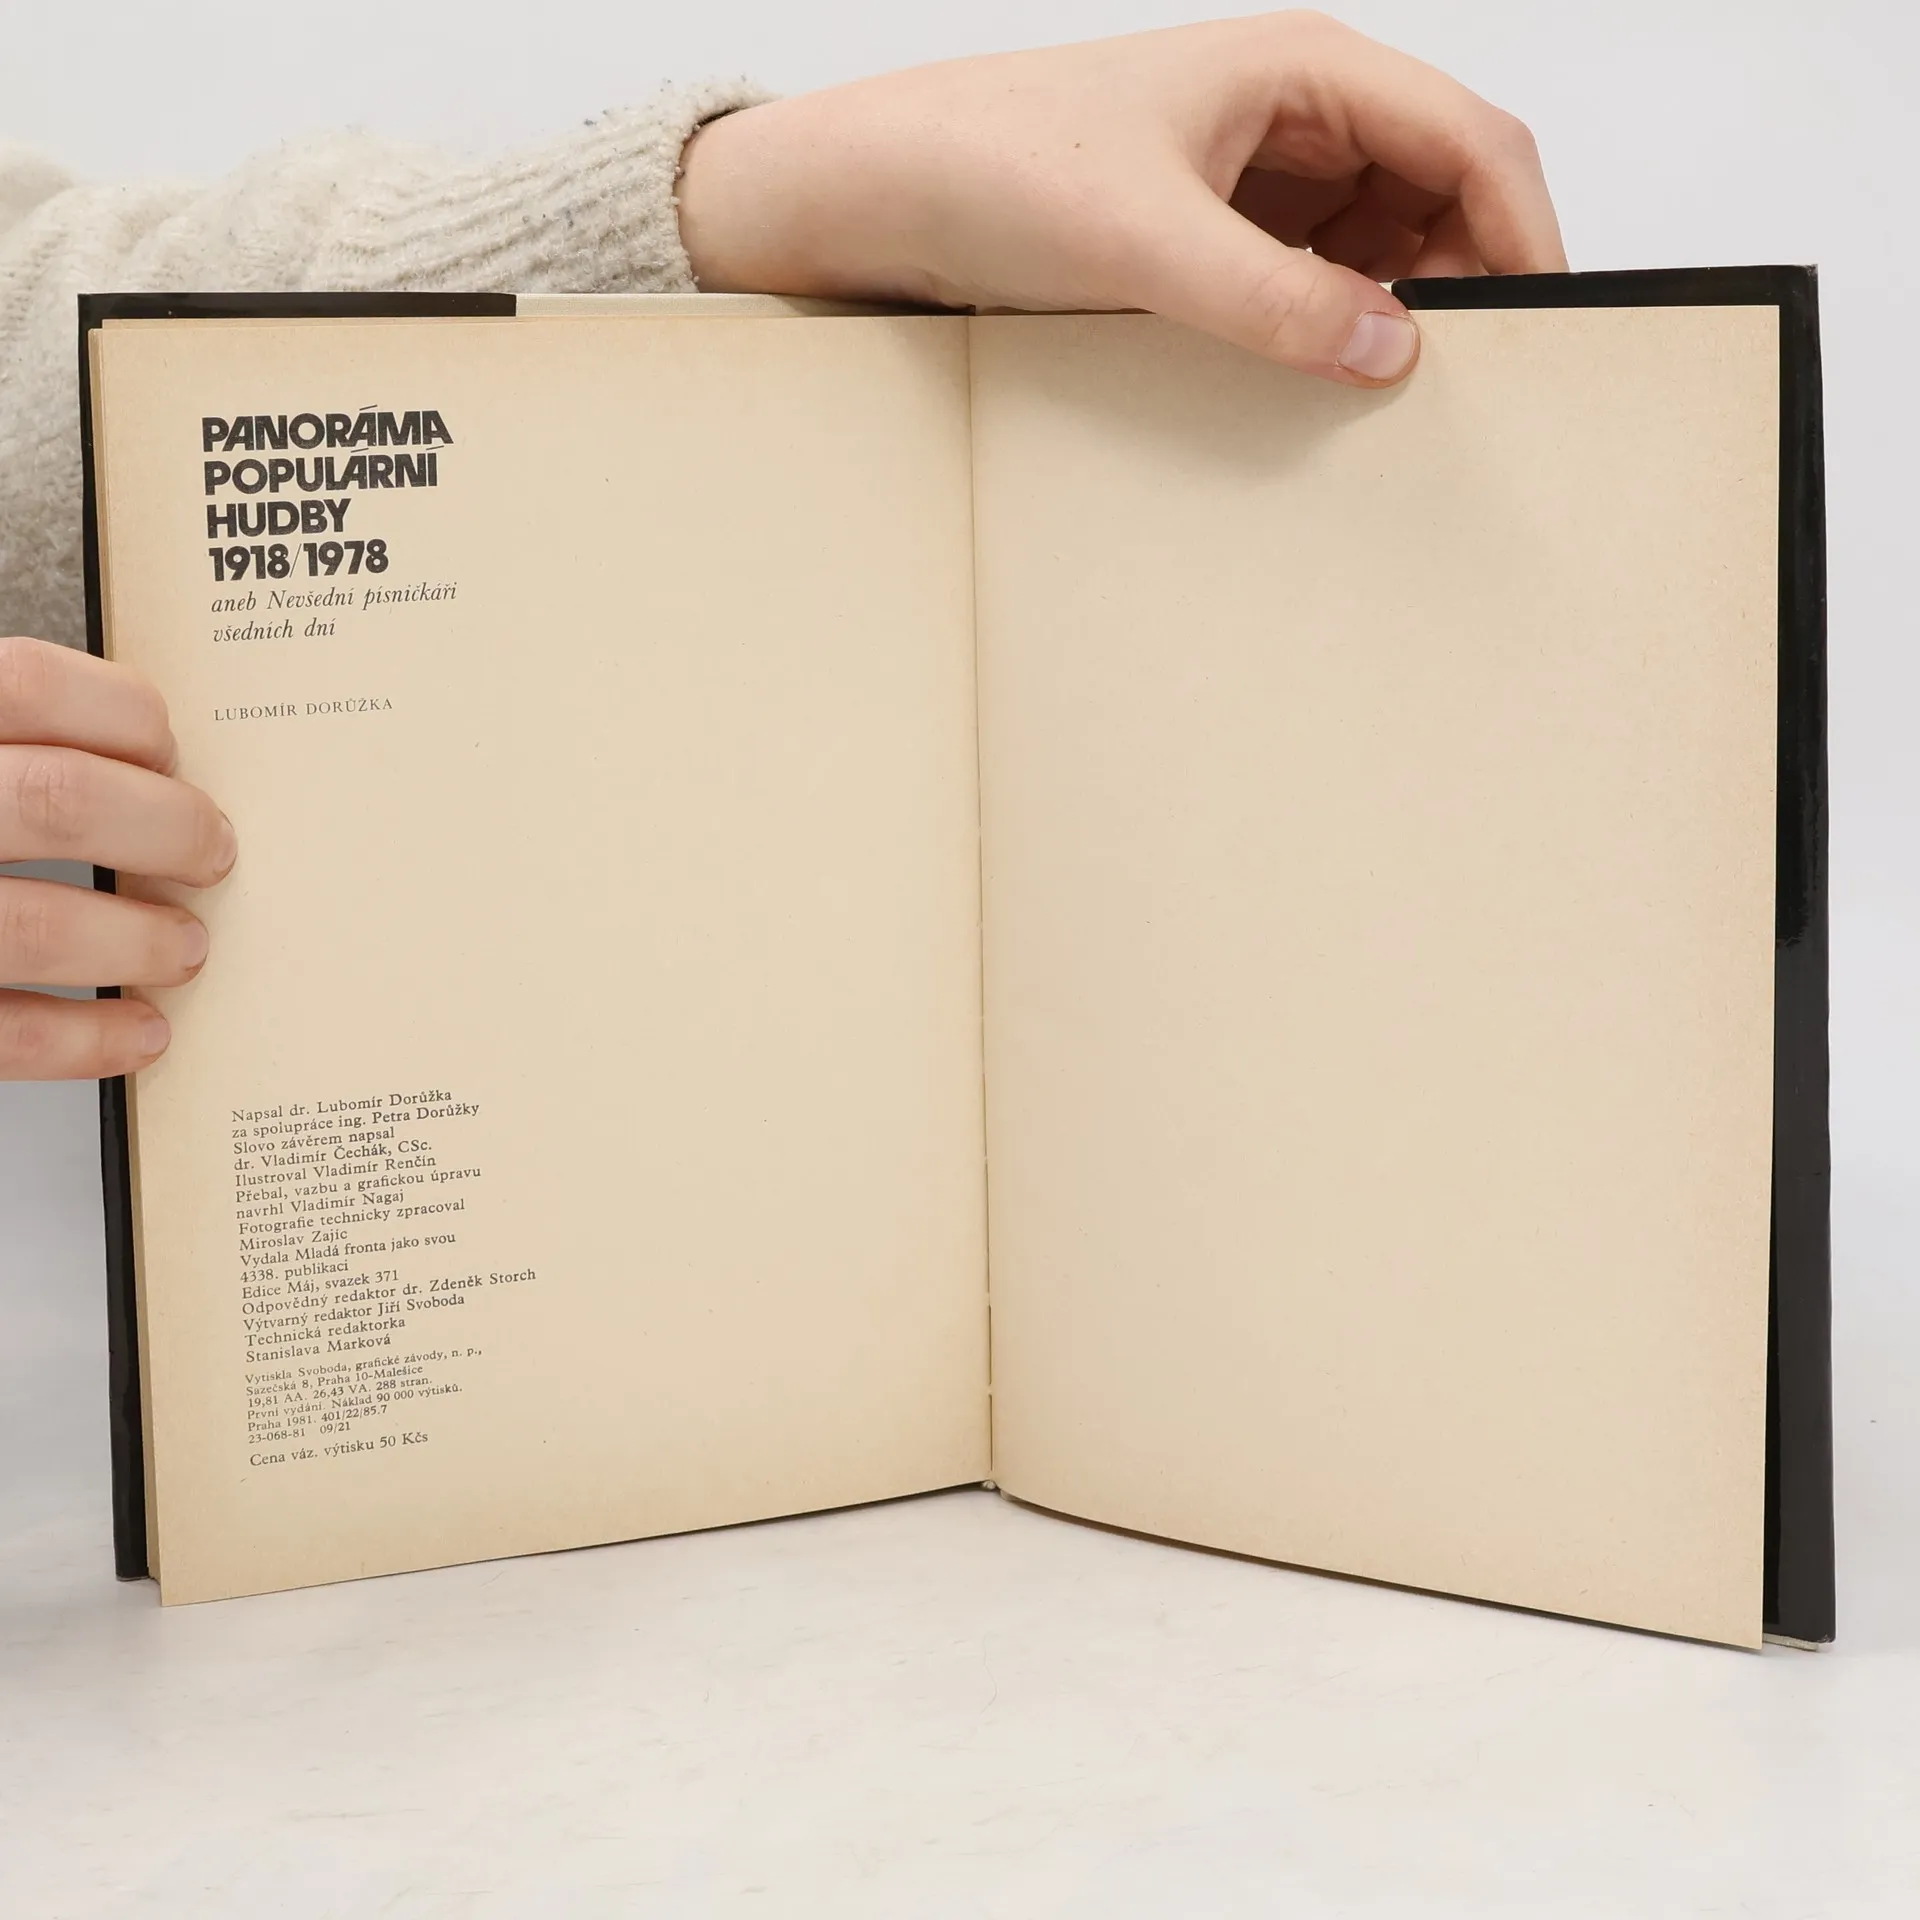 PANORÁMA
POPULÁRNÍ
HUDBY
1918/1978
aneb Nevšední písničkáři
všedních dní
LUBOMÍR DORŮŽKA
Napsal dr. Lubomír Dorůžka
za spolupráce ing. Petra Dorůžky
Slovo závěrem napsal
dr. Vladimír Čechák, CSc.
Ilustroval Vladimír Renčín
Přebal, vazbu a grafickou úpravu
navrhl Vladimír Nagaj
Fotografie technicky zpracoval
Miroslav Zajíc
Vydala Mladá fronta jako svou
4338. publikaci
Edice Máj, svazek 371
Odpovědný redaktor dr. Zdeněk Storch
Výtvarný redaktor Jiří Svoboda
Technická redaktorka
Stanislava Marková
Vytiskla Svoboda, grafické závody, n. p.,
Sazečská 8, Praha 10-Malešice
19,81 AA. 26,43 VA. 288 stran.
První vydání. Náklad 90 000 výtisků.
Praha 1981. 401/22/85.7
23-068-81 09/21
Cena váz. výtisku 50 Kčs